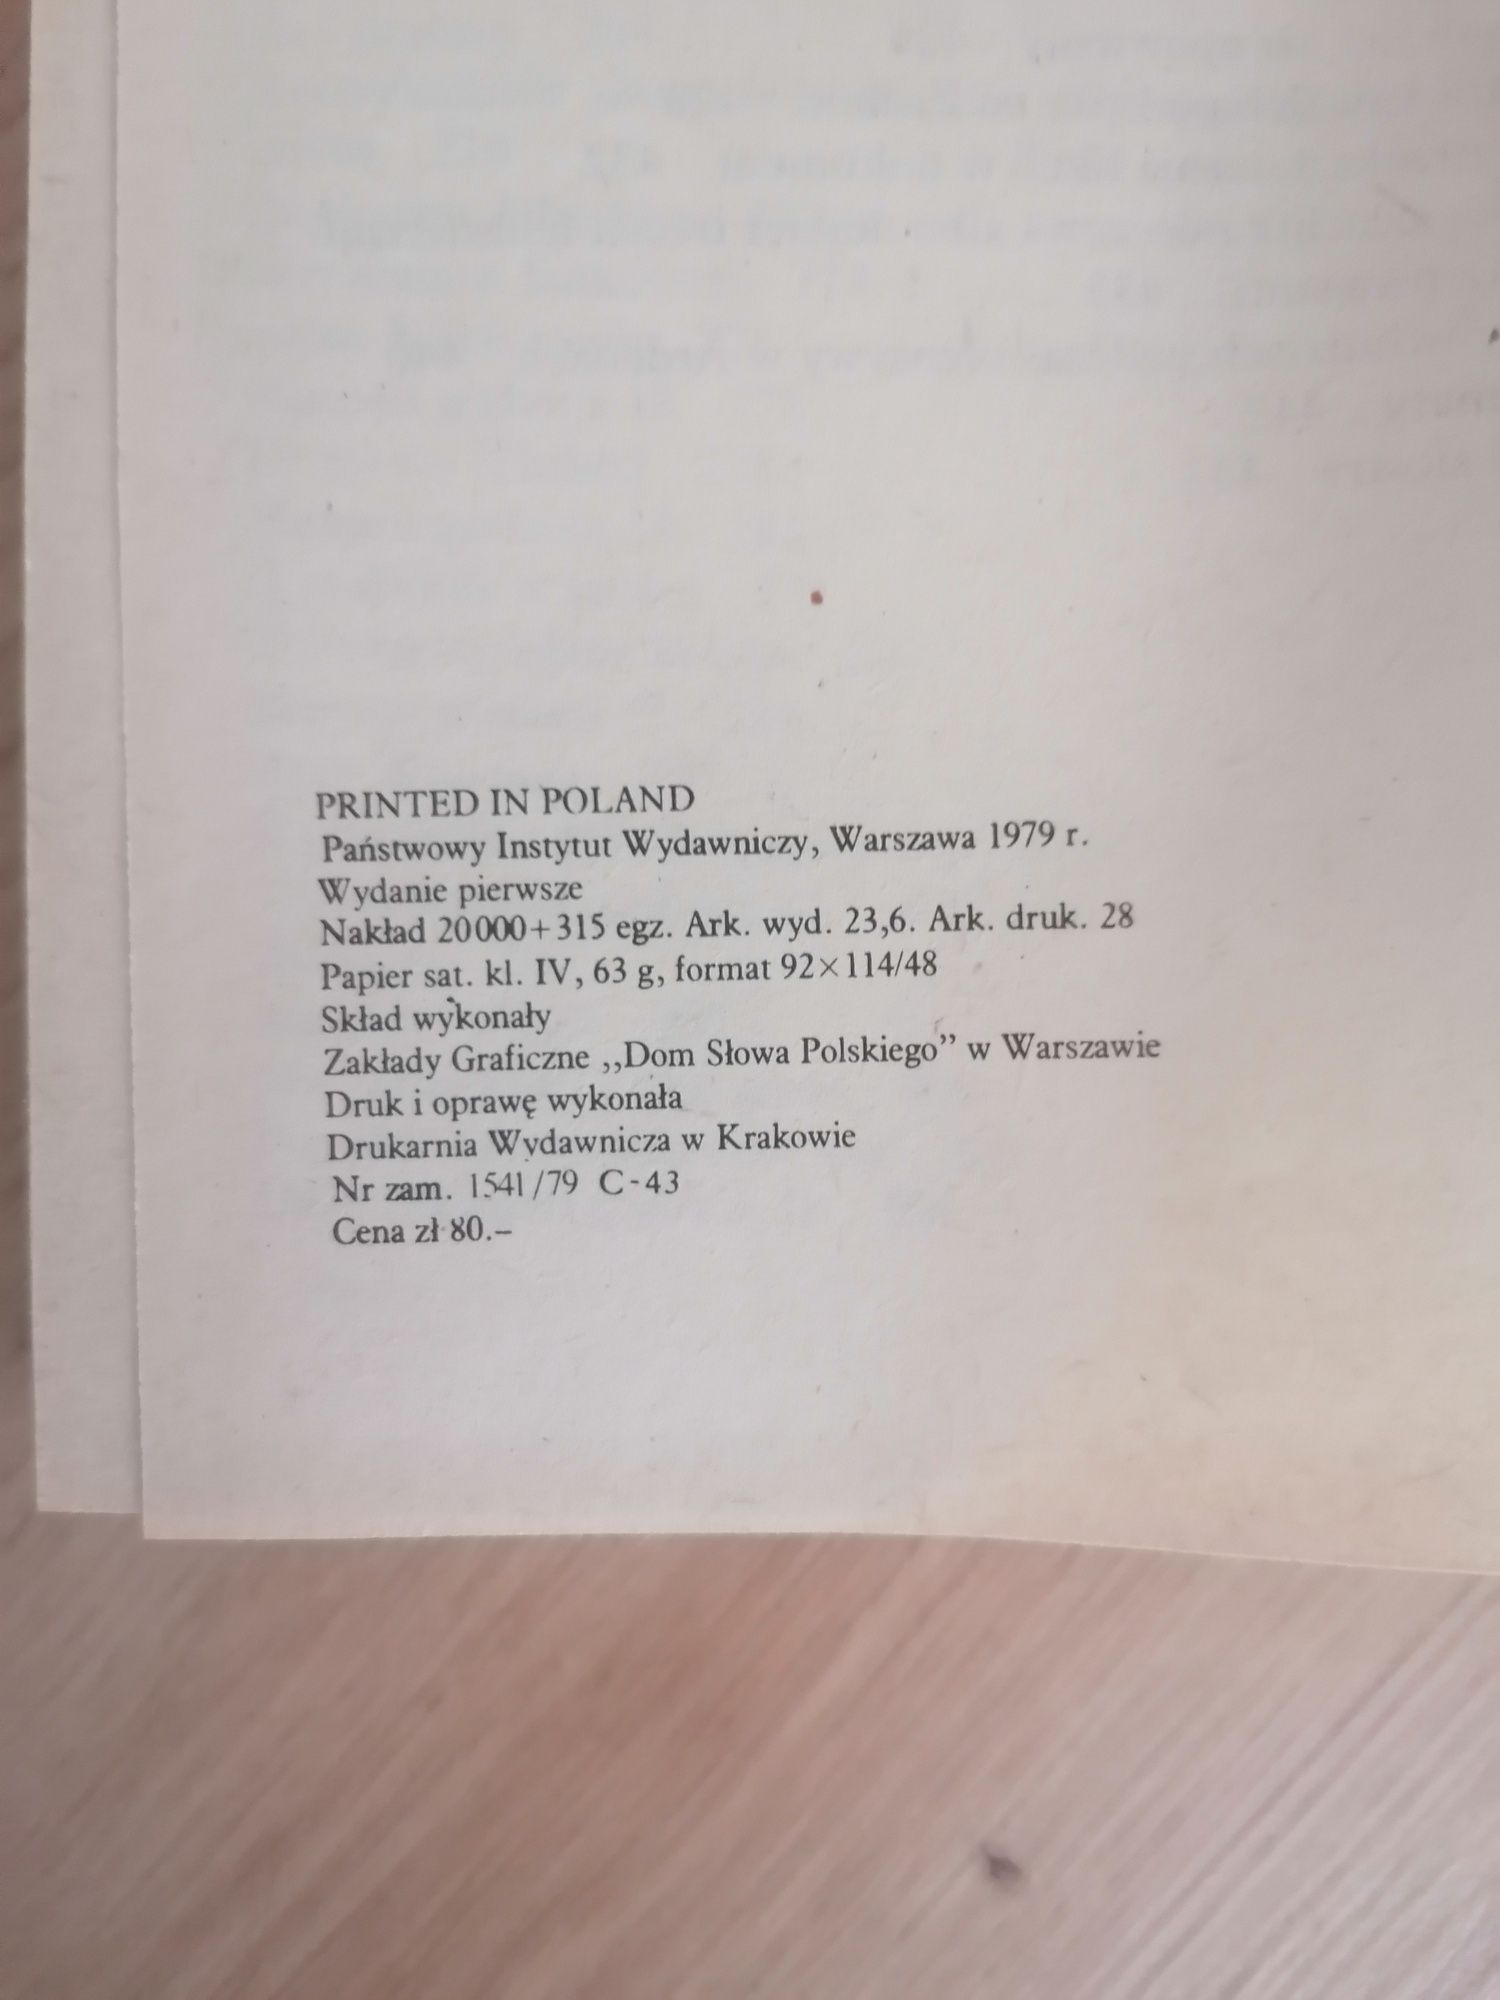 PRINTED IN POLAND
Państwowy Instytut Wydawniczy, Warszawa 1979 r.
Wydanie pierwsze
Nakład 20000+315 egz. Ark. wyd. 23,6. Ark. druk. 28
Papier sat. kl. IV, 63 g, format 92×114/48
Skład wykonały
Zakłady Graficzne ,,Dom Słowa Polskiego” w Warszawie
Druk i oprawę wykonała
Drukarnia Wydawnicza w Krakowie
Nr zam. 1541/79 C-43
Cena zł 80.–